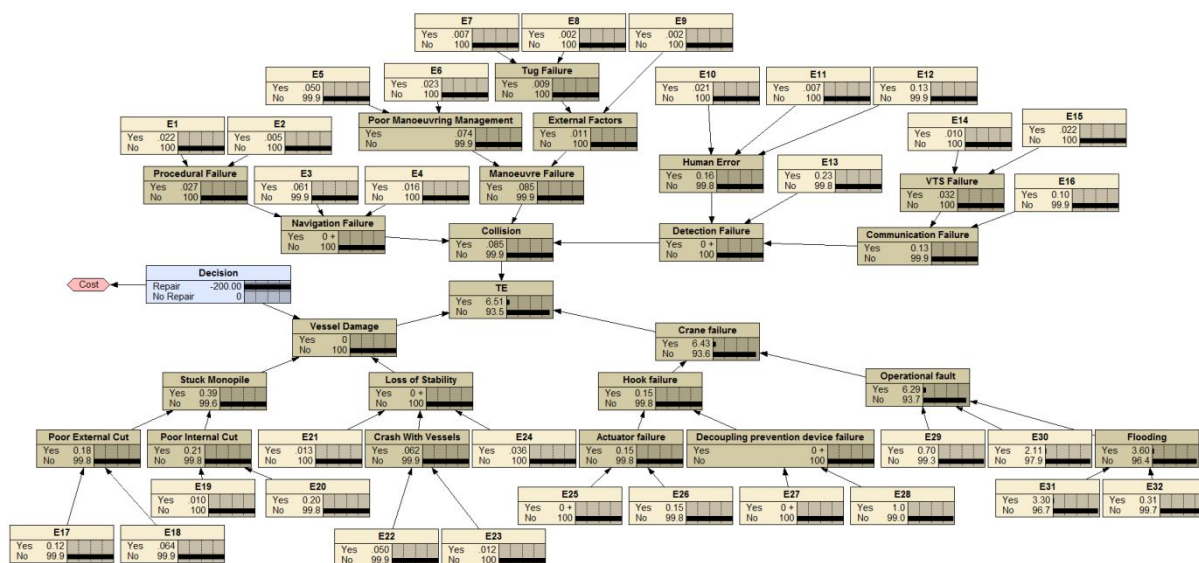 E7
Yes .007
No 100
E8
Yes .002
No 100
E9
Yes .002
No 100
E5
Yes .050
No 99.9
E6
Yes .023
No 100
Tug Failure
Yes .009
No 100
E10
Yes .021
No 100
E11
Yes .007
No 100
E12
Yes 0.13
No 99.9
E1
Yes .022
No 100
E2
Yes .005
No 100
Poor Manoeuvring Management
Yes .074
No 99.9
External Factors
Yes .011
No 100
E14
Yes .010
No 100
E15
Yes .022
No 100
Procedural Failure
Yes .027
No 100
E3
Yes .061
No 99.9
E4
Yes .016
No 100
Manoeuvre Failure
Yes .085
No 99.9
Human Error
Yes 0.16
No 99.8
E13
Yes 0.23
No 99.8
VTS Failure
Yes .032
No 100
E16
Yes 0.10
No 99.9
Navigation Failure
Yes 0 +
No 100
Collision
Yes .085
No 99.9
Detection Failure
Yes 0 +
No 100
Communication Failure
Yes 0.13
No 99.9
Cost
Decision
Repair -200.00
No Repair 0
TE
Yes 6.51
No 93.5
Vessel Damage
Yes 0
No 100
Crane failure
Yes 6.43
No 93.6
Stuck Monopile
Yes 0.39
No 99.6
Loss of Stability
Yes 0 +
No 100
Hook failure
Yes 0.15
No 99.8
Operational fault
Yes 6.29
No 93.7
Poor External Cut
Yes 0.18
No 99.8
Poor Internal Cut
Yes 0.21
No 99.8
E21
Yes .013
No 100
Crash With Vessels
Yes .062
No 99.9
E24
Yes .036
No 100
Actuator failure
Yes 0.15
No 99.8
Decoupling prevention device failure
Yes 0 +
No 100
E29
Yes 0.70
No 99.3
E30
Yes 2.11
No 97.9
Flooding
Yes 3.60
No 96.4
E19
Yes .010
No 100
E20
Yes 0.20
No 99.8
E25
Yes 0 +
No 100
E26
Yes 0.15
No 99.8
E27
Yes 0 +
No 100
E28
Yes 1.0
No 99.0
E31
Yes 3.30
No 96.7
E32
Yes 0.31
No 99.7
E17
Yes 0.12
No 99.9
E18
Yes .064
No 99.9
E22
Yes .050
No 99.9
E23
Yes .012
No 100